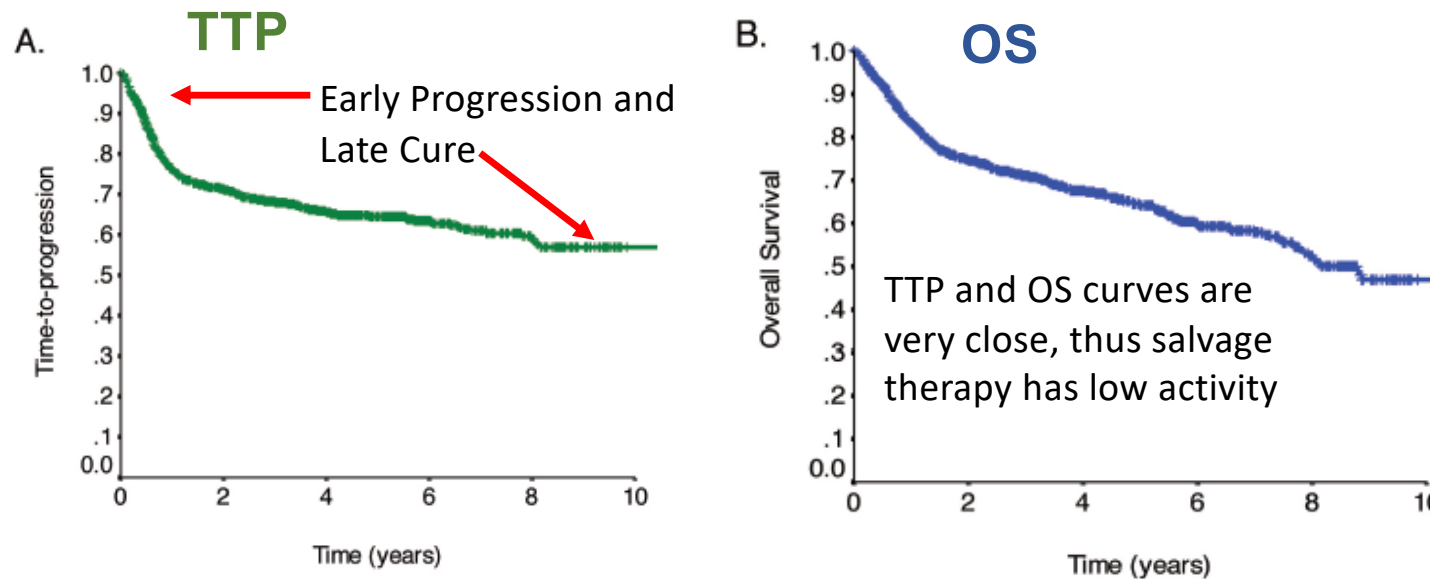 A.
TTP
Early Progression and
Late Cure
Time-to-progression
1.0
.9
.8
.7
.6
.5
.4
.3
.2
.1
0.0
0 2 4 6 8 10
Time (years)
B.
OS
TTP and OS curves are
very close, thus salvage
therapy has low activity
Overall Survival
1.0
.9
.8
.7
.6
.5
.4
.3
.2
.1
0.0
0 2 4 6 8 10
Time (years)